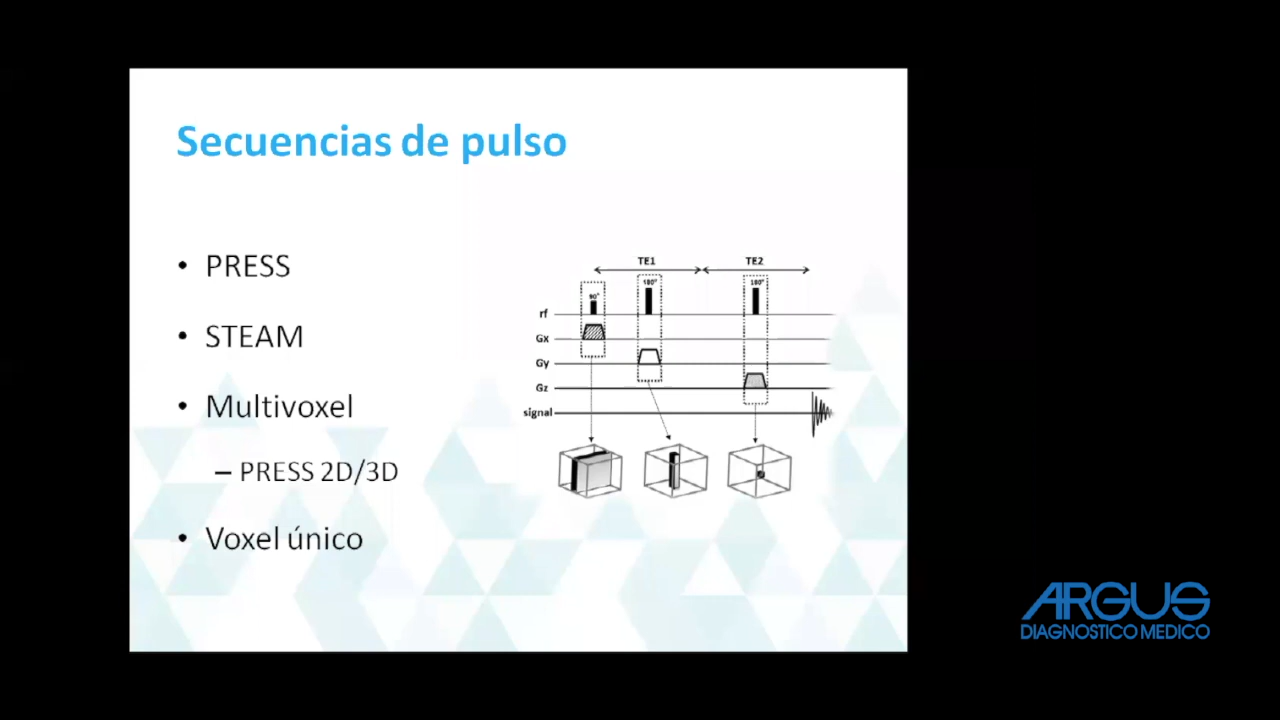 Secuencias de pulso
• PRESS
• STEAM
• Multivoxel
– PRESS 2D/3D
• Voxel único
TE1 TE2
90° 180° 180°
rf
Gx
Gy
Gz
signal
ARGUS
DIAGNOSTICO MEDICO